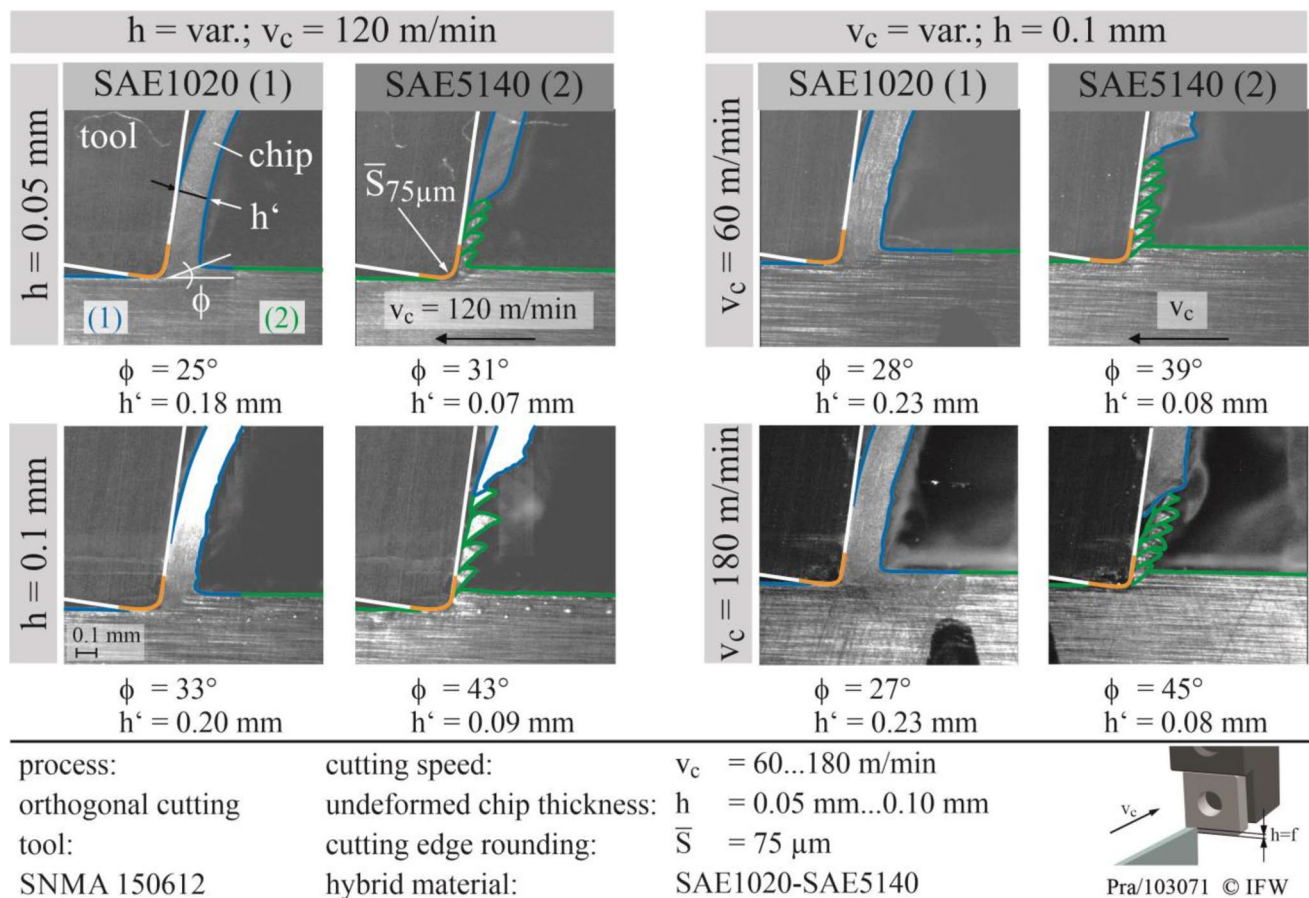 h = var.; vc = 120 m/min
vc = var.; h = 0.1 mm
SAE1020 (1)
SAE5140 (2)
SAE1020 (1)
SAE5140 (2)
h = 0.05 mm
tool
chip
h‘
ϕ
(1)
(2)
S̅75µm
vc = 120 m/min
vc = 60 m/min
vc
ϕ = 25°
h‘ = 0.18 mm
ϕ = 31°
h‘ = 0.07 mm
ϕ = 28°
h‘ = 0.23 mm
ϕ = 39°
h‘ = 0.08 mm
h = 0.1 mm
0.1 mm
vc = 180 m/min
ϕ = 33°
h‘ = 0.20 mm
ϕ = 43°
h‘ = 0.09 mm
ϕ = 27°
h‘ = 0.23 mm
ϕ = 45°
h‘ = 0.08 mm
process: cutting speed: vc = 60...180 m/min
orthogonal cutting undeformed chip thickness: h = 0.05 mm...0.10 mm
tool: cutting edge rounding: S̅ = 75 µm
SNMA 150612 hybrid material: SAE1020-SAE5140
vc
h=f
Pra/103071 © IFW